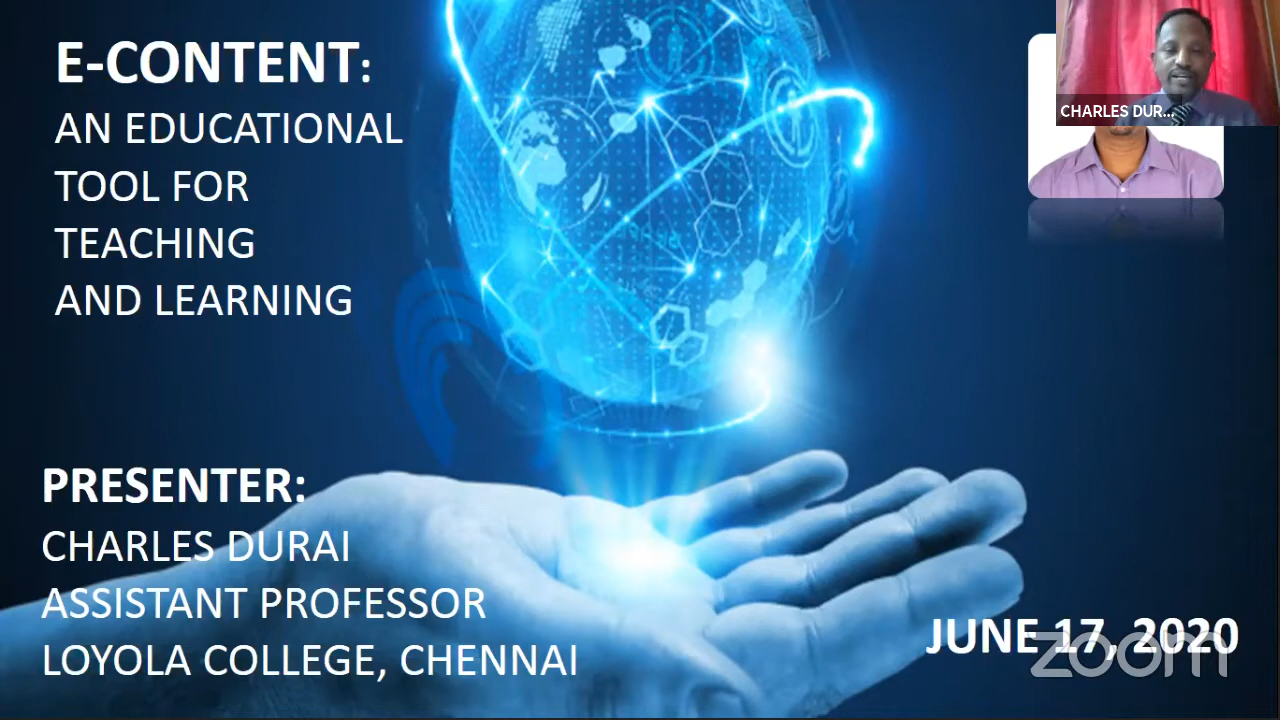 E-CONTENT:
AN EDUCATIONAL
TOOL FOR
TEACHING
AND LEARNING
CHARLES DUR...
PRESENTER:
CHARLES DURAI
ASSISTANT PROFESSOR
LOYOLA COLLEGE, CHENNAI
JUNE 17, 2020
zoom